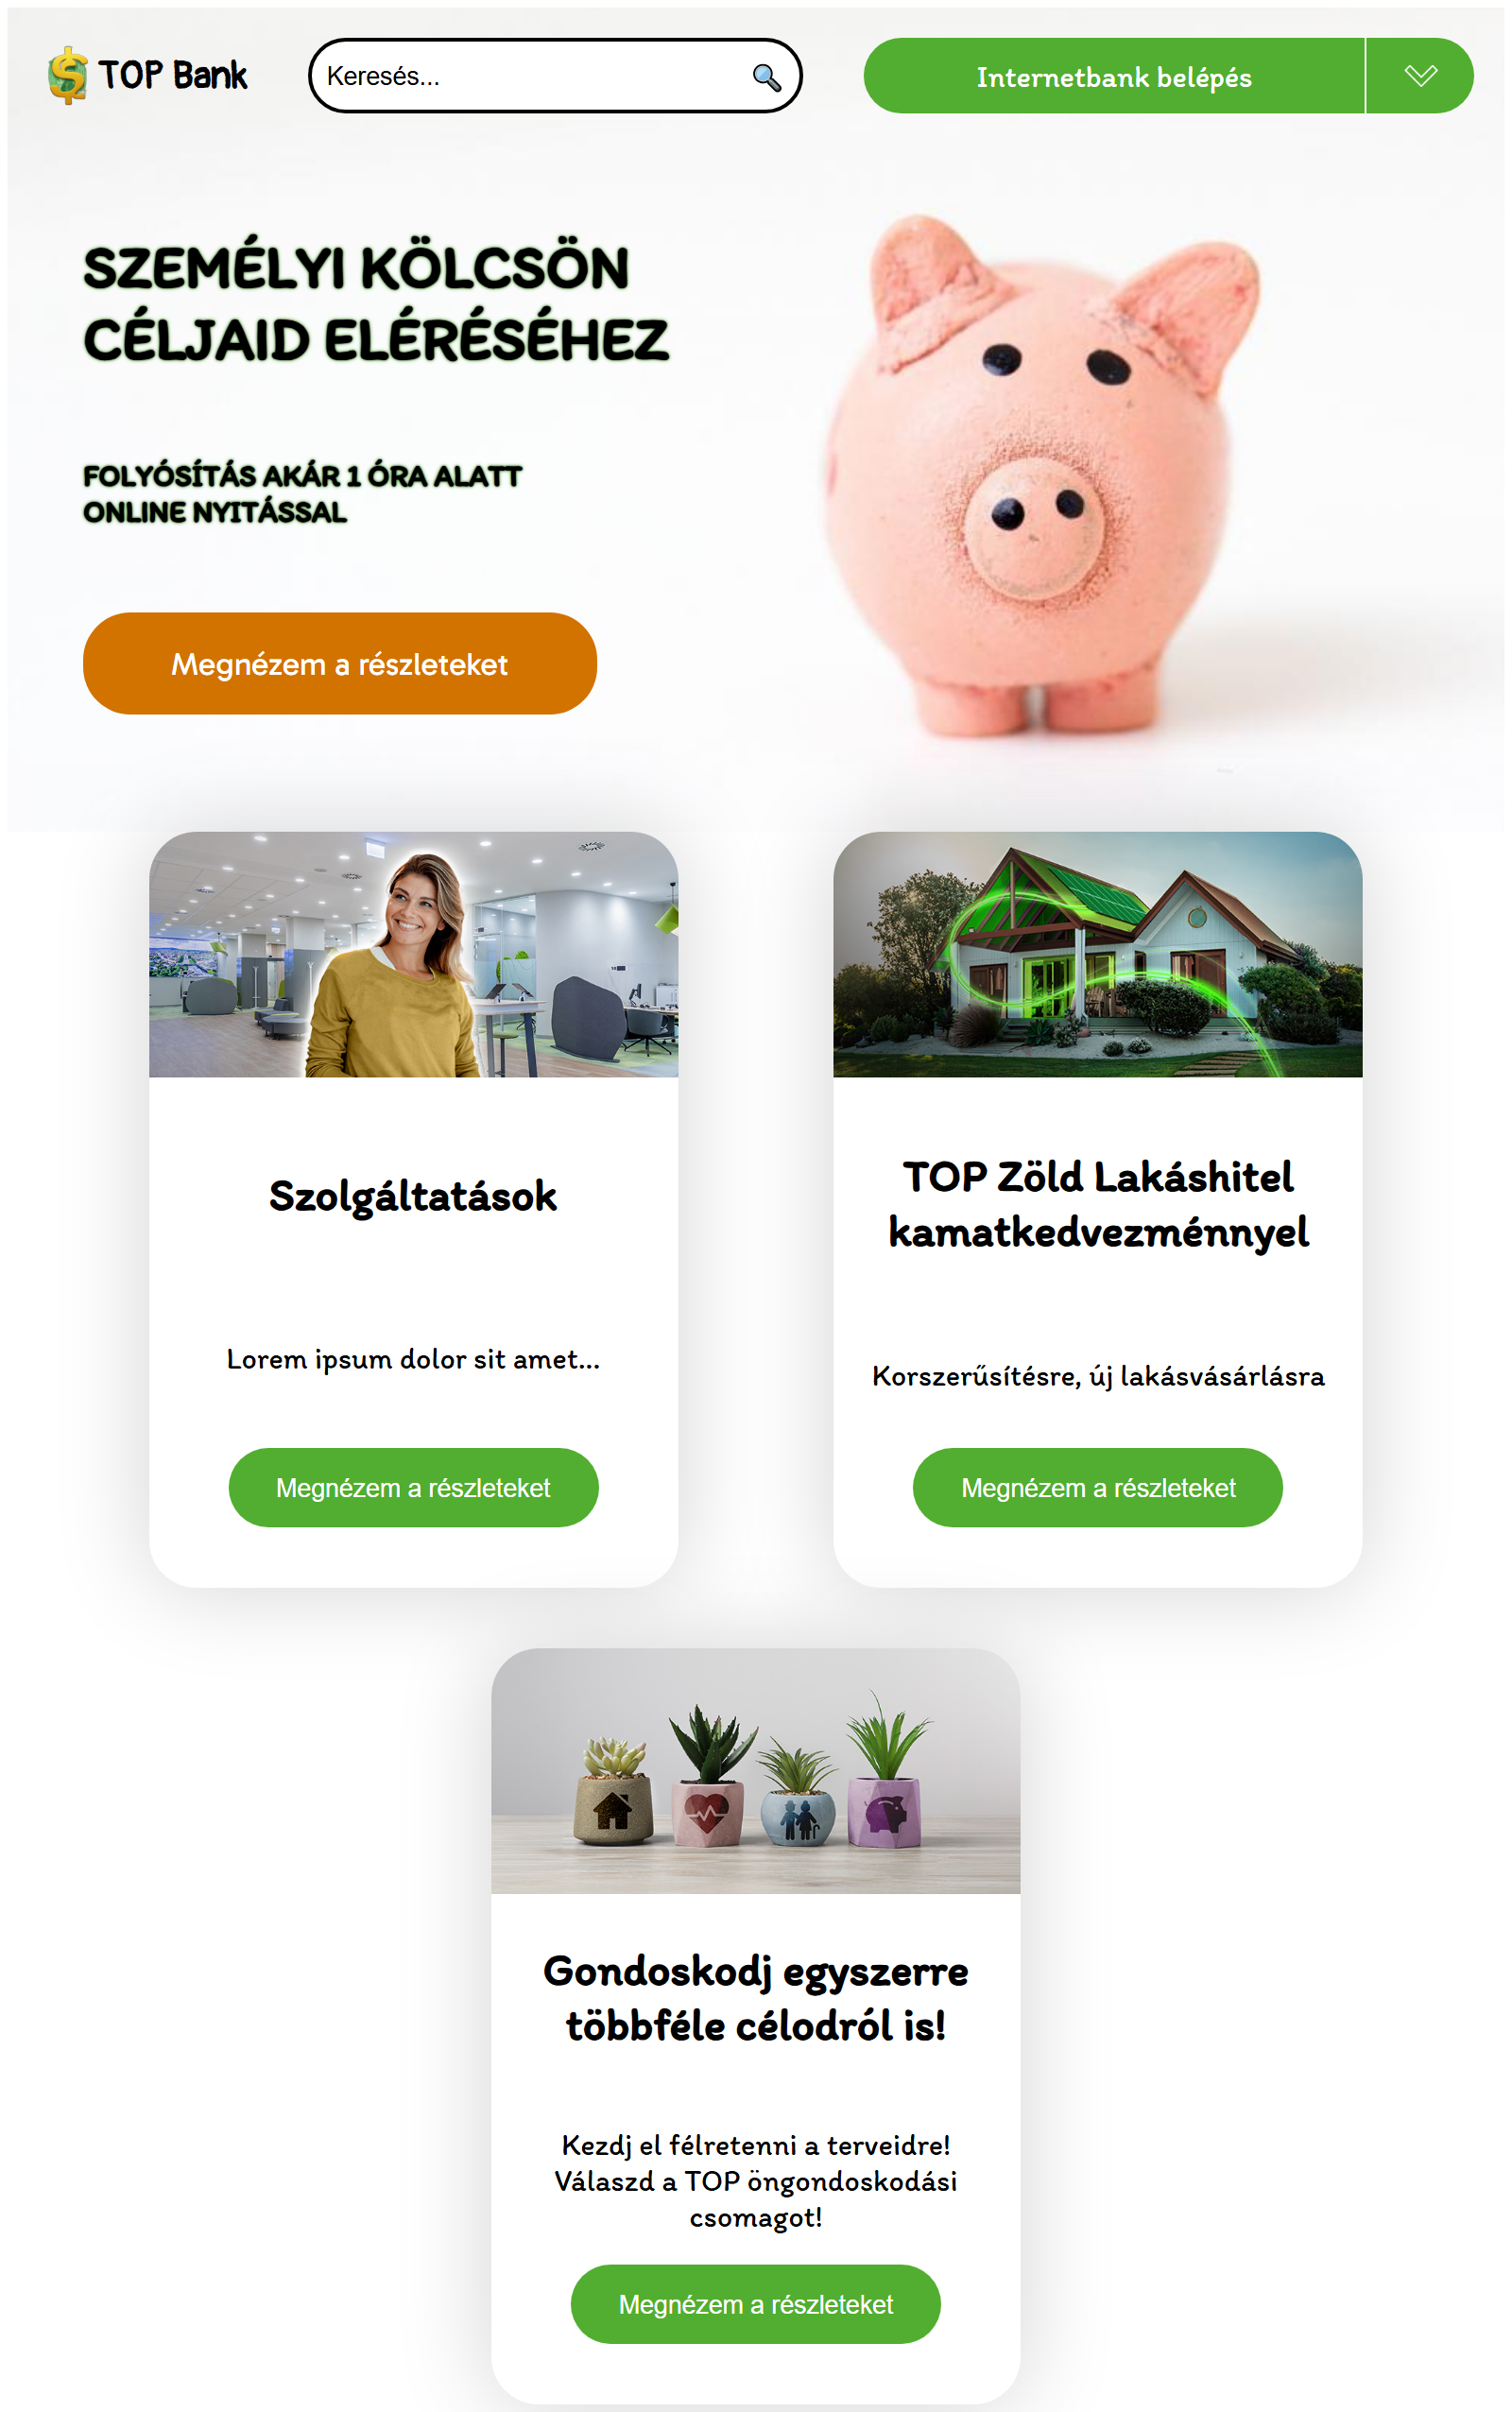 TOP Bank
Keresés...
Internetbank belépés
SZEMÉLYI KÖLCSÖN
CÉLJAID ELÉRÉSÉHEZ
FOLYÓSÍTÁS AKÁR 1 ÓRA ALATT
ONLINE NYITÁSSAL
Megnézem a részleteket
Szolgáltatások
Lorem ipsum dolor sit amet...
Megnézem a részleteket
TOP Zöld Lakáshitel
kamatkedvezménnyel
Korszerűsítésre, új lakásvásárlásra
Megnézem a részleteket
Gondoskodj egyszerre
többféle célodról is!
Kezdj el félretenni a terveidre!
Válaszd a TOP öngondoskodási
csomagot!
Megnézem a részleteket